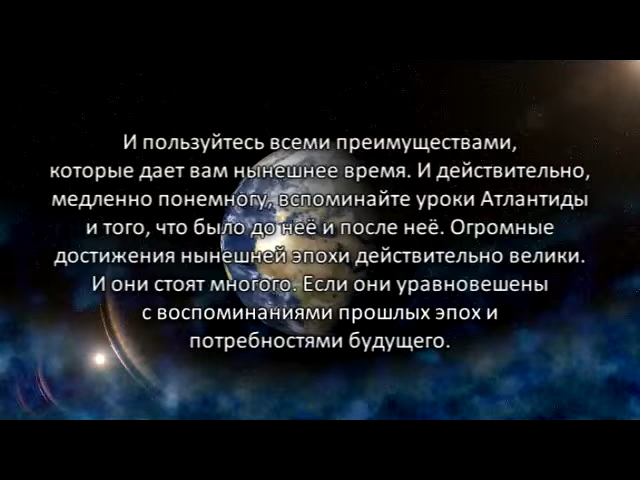 И пользуйтесь всеми преимуществами,
которые дает вам нынешнее время. И действительно,
медленно понемногу, вспоминайте уроки Атлантиды
и того, что было до неё и после неё. Огромные
достижения нынешней эпохи действительно велики.
И они стоят многого. Если они уравновешены
с воспоминаниями прошлых эпох и
потребностями будущего.